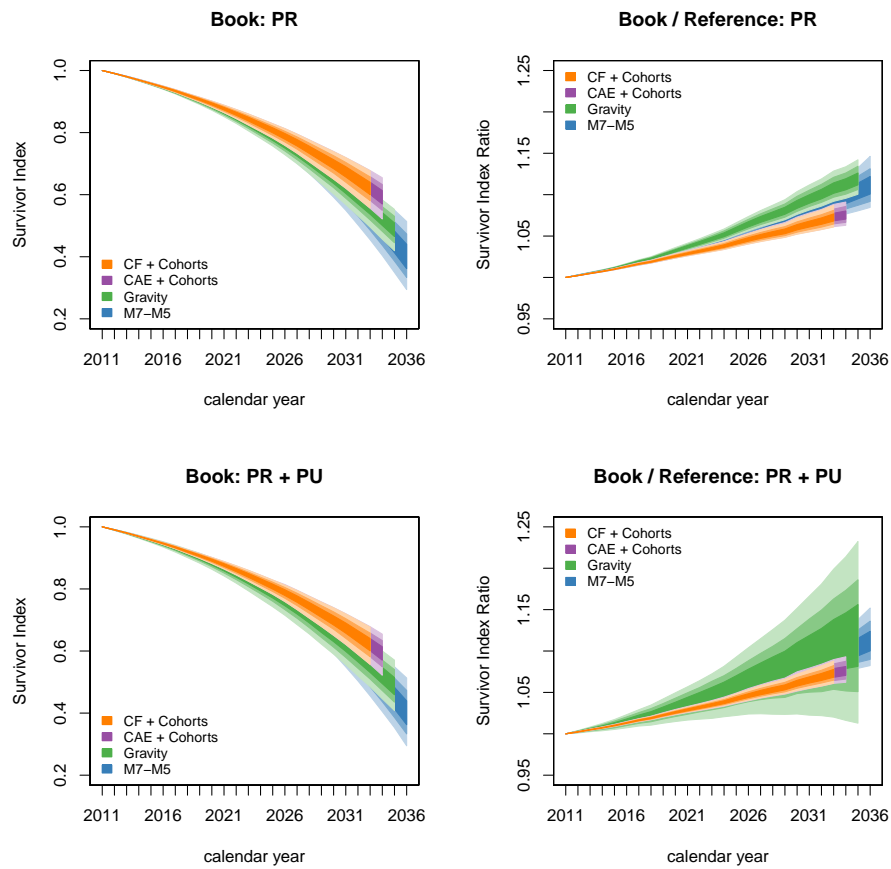 Book: PR
Survivor Index
1.0
0.8
0.6
0.4
0.2
CF + Cohorts
CAE + Cohorts
Gravity
M7−M5
2011 2016 2021 2026 2031 2036
calendar year
Book / Reference: PR
Survivor Index Ratio
1.25
1.15
1.05
0.95
CF + Cohorts
CAE + Cohorts
Gravity
M7−M5
2011 2016 2021 2026 2031 2036
calendar year
Book: PR + PU
Survivor Index
1.0
0.8
0.6
0.4
0.2
CF + Cohorts
CAE + Cohorts
Gravity
M7−M5
2011 2016 2021 2026 2031 2036
calendar year
Book / Reference: PR + PU
Survivor Index Ratio
1.25
1.15
1.05
0.95
CF + Cohorts
CAE + Cohorts
Gravity
M7−M5
2011 2016 2021 2026 2031 2036
calendar year